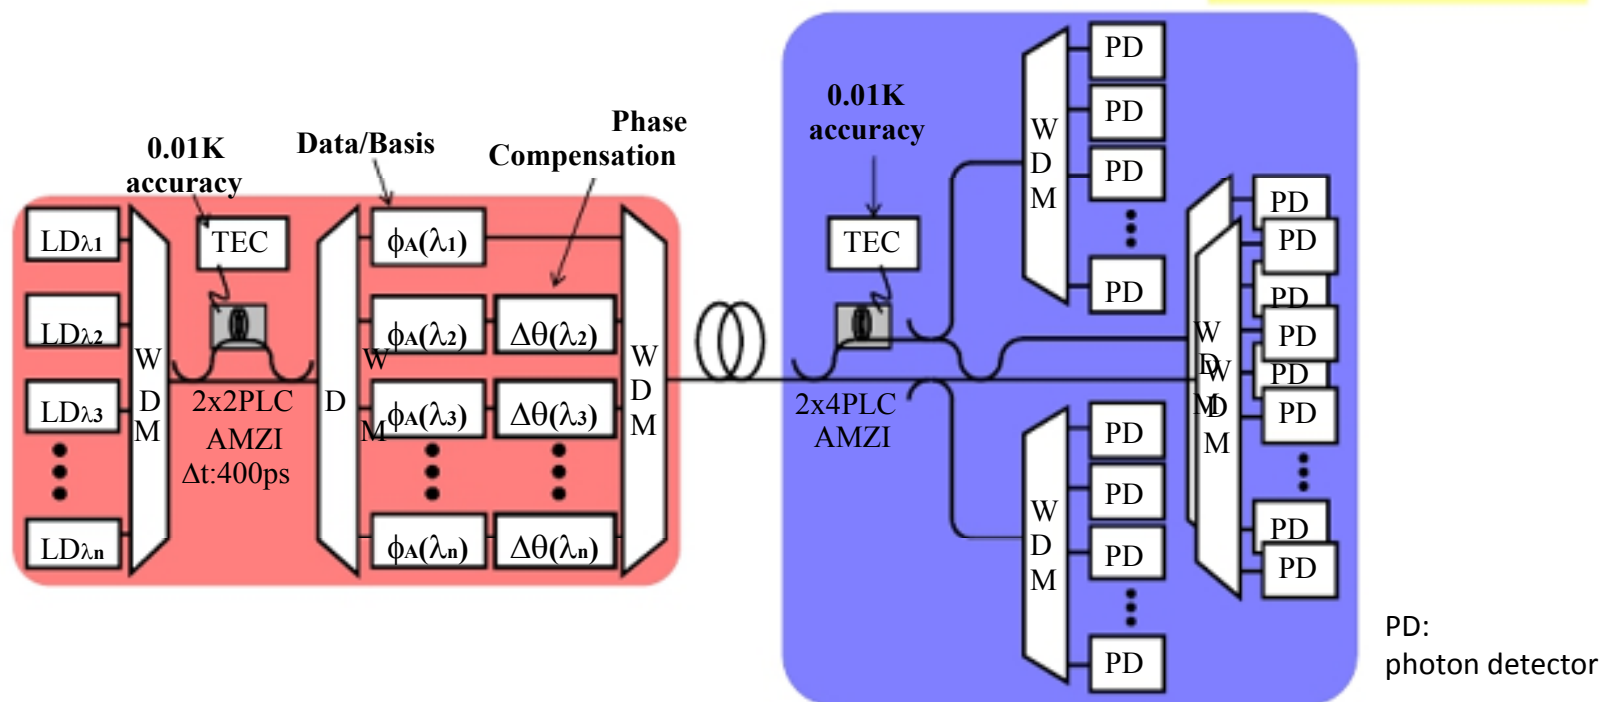 0.01K
accuracy
Data/Basis
Phase
Compensation
LDλ1
LDλ2
LDλ3
LDλn
W
D
M
TEC
2x2PLC
AMZI
Δt:400ps
W
D
M
ϕA(λ1)
ϕA(λ2)
ϕA(λ3)
ϕA(λn)
Δθ(λ2)
Δθ(λ3)
Δθ(λn)
W
D
M
0.01K
accuracy
TEC
2x4PLC
AMZI
W
D
M
PD
PD
PD
PD
W
D
M
W
D
M
PD
PD
PD
PD
PD
PD
PD
PD
W
D
M
PD
PD
PD
PD
PD:
photon detector